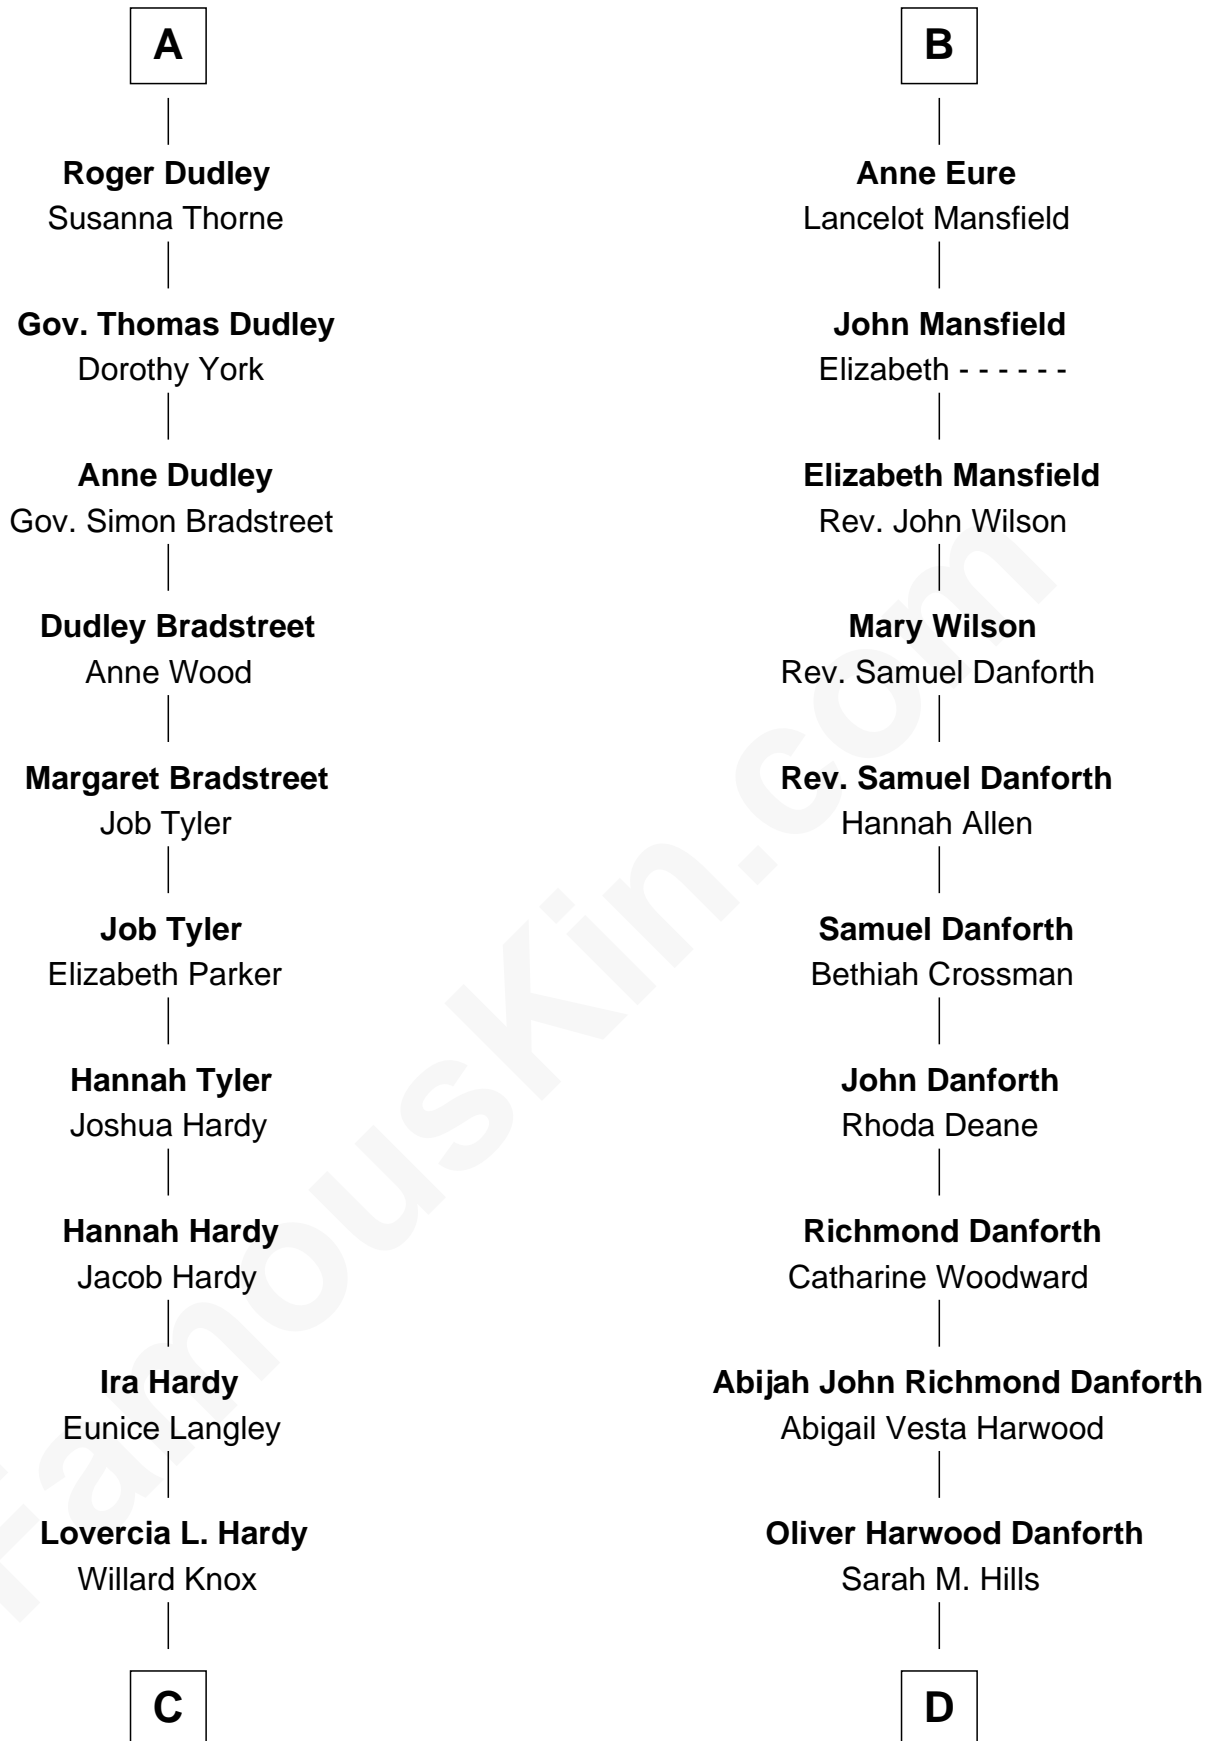 A
Roger Dudley
Susanna Thorne
Gov. Thomas Dudley
Dorothy York
Anne Dudley
Gov. Simon Bradstreet
Dudley Bradstreet
Anne Wood
Margaret Bradstreet
Job Tyler
Job Tyler
Elizabeth Parker
Hannah Tyler
Joshua Hardy
Hannah Hardy
Jacob Hardy
Ira Hardy
Eunice Langley
Lovercia L. Hardy
Willard Knox
C
B
Anne Eure
Lancelot Mansfield
John Mansfield
Elizabeth - - - - - -
Elizabeth Mansfield
Rev. John Wilson
Mary Wilson
Rev. Samuel Danforth
Rev. Samuel Danforth
Hannah Allen
Samuel Danforth
Bethiah Crossman
John Danforth
Rhoda Deane
Richmond Danforth
Catharine Woodward
Abijah John Richmond Danforth
Abigail Vesta Harwood
Oliver Harwood Danforth
Sarah M. Hills
D
FamousKin.com